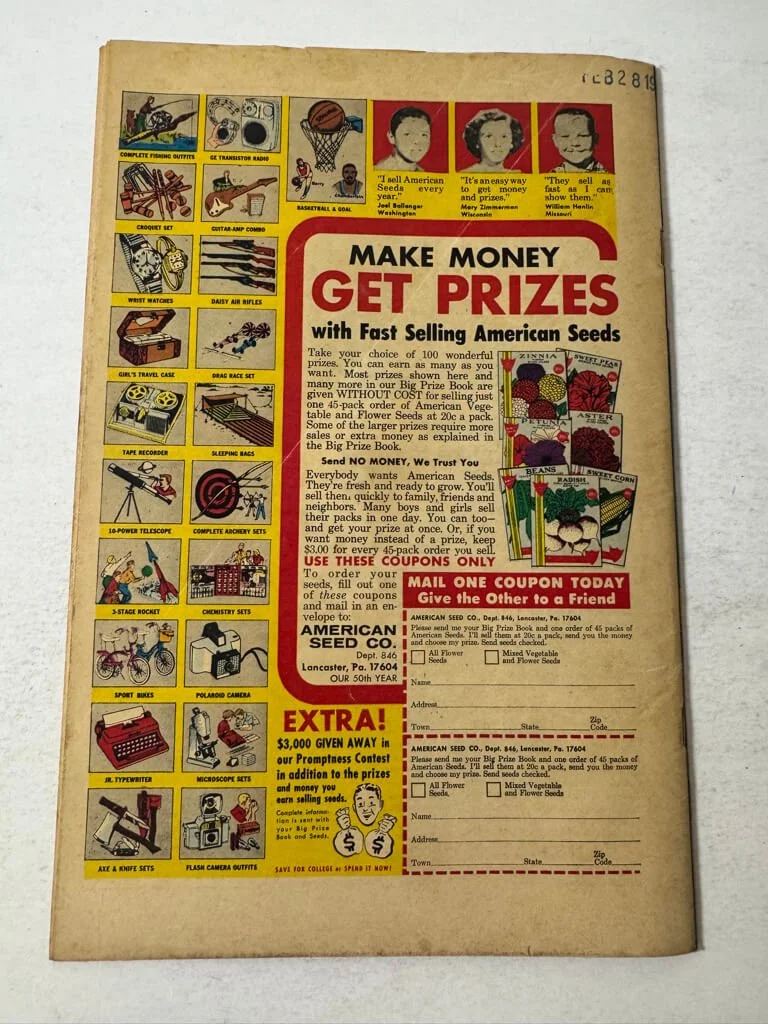 FEB 28 19
COMPLETE FISHING OUTFITS
GE TRANSISTOR RADIO
BASKETBALL & GOAL
CROQUET SET
GUITAR-AMP COMBO
WRIST WATCHES
DAISY AIR RIFLES
GIRL'S TRAVEL CASE
DRAG RACE SET
TAPE RECORDER
SLEEPING BAGS
10-POWER TELESCOPE
COMPLETE ARCHERY SETS
3-STAGE ROCKET
CHEMISTRY SETS
SPORT BIKES
POLAROID CAMERA
JR. TYPEWRITER
MICROSCOPE SETS
AXE & KNIFE SETS
FLASH CAMERA OUTFITS
"I sell American
Seeds every
year."
Joel Ballanger
Washington
"It's an easy way
to get money
and prizes."
Mary Zimmerman
Wisconsin
"They sell as
fast as I can
show them."
William Henlin
Missouri
MAKE MONEY
GET PRIZES
with Fast Selling American Seeds
Take your choice of 100 wonderful
prizes. You can earn as many as you
want. Most prizes shown here and
many more in our Big Prize Book are
given WITHOUT COST for selling just
one 45-pack order of American Vege-
table and Flower Seeds at 20c a pack.
Some of the larger prizes require more
sales or extra money as explained in
the Big Prize Book.
Send NO MONEY, We Trust You
Everybody wants American Seeds.
They're fresh and ready to grow. You'll
sell them quickly to family, friends and
neighbors. Many boys and girls sell
their packs in one day. You can too—
and get your prize at once. Or, if you
want money instead of a prize, keep
$3.00 for every 45-pack order you sell.
USE THESE COUPONS ONLY
To order your
seeds, fill out one
of these coupons
and mail in an en-
velope to:
AMERICAN
SEED CO.
Dept. 846
Lancaster, Pa. 17604
OUR 50th YEAR
ZINNIA
SWEET PEAS
PETUNIA
ASTER
BEANS
RADISH
SWEET CORN
MAIL ONE COUPON TODAY
Give the Other to a Friend
AMERICAN SEED CO., Dept. 846, Lancaster, Pa. 17604
Please send me your Big Prize Book and one order of 45 packs
of American Seeds. I'll sell them at 20c a pack, send you the money
and choose my prize. Send seeds checked.
All Flower
Seeds
Mixed Vegetable
and Flower Seeds
Name
Address
Town State Zip Code
AMERICAN SEED CO., Dept. 846, Lancaster, Pa. 17604
Please send me your Big Prize Book and one order of 45 packs of
American Seeds. I'll sell them at 20c a pack, send you the money
and choose my prize. Send seeds checked.
All Flower
Seeds
Mixed Vegetable
and Flower Seeds
Name
Address
Town State Zip Code
EXTRA!
$3,000 GIVEN AWAY in
our Promptness Contest
in addition to the prizes
and money you
earn selling seeds.
Complete informa-
tion is sent with
your Big Prize
Book and Seeds.
SAVE FOR COLLEGE or SPEND IT NOW!